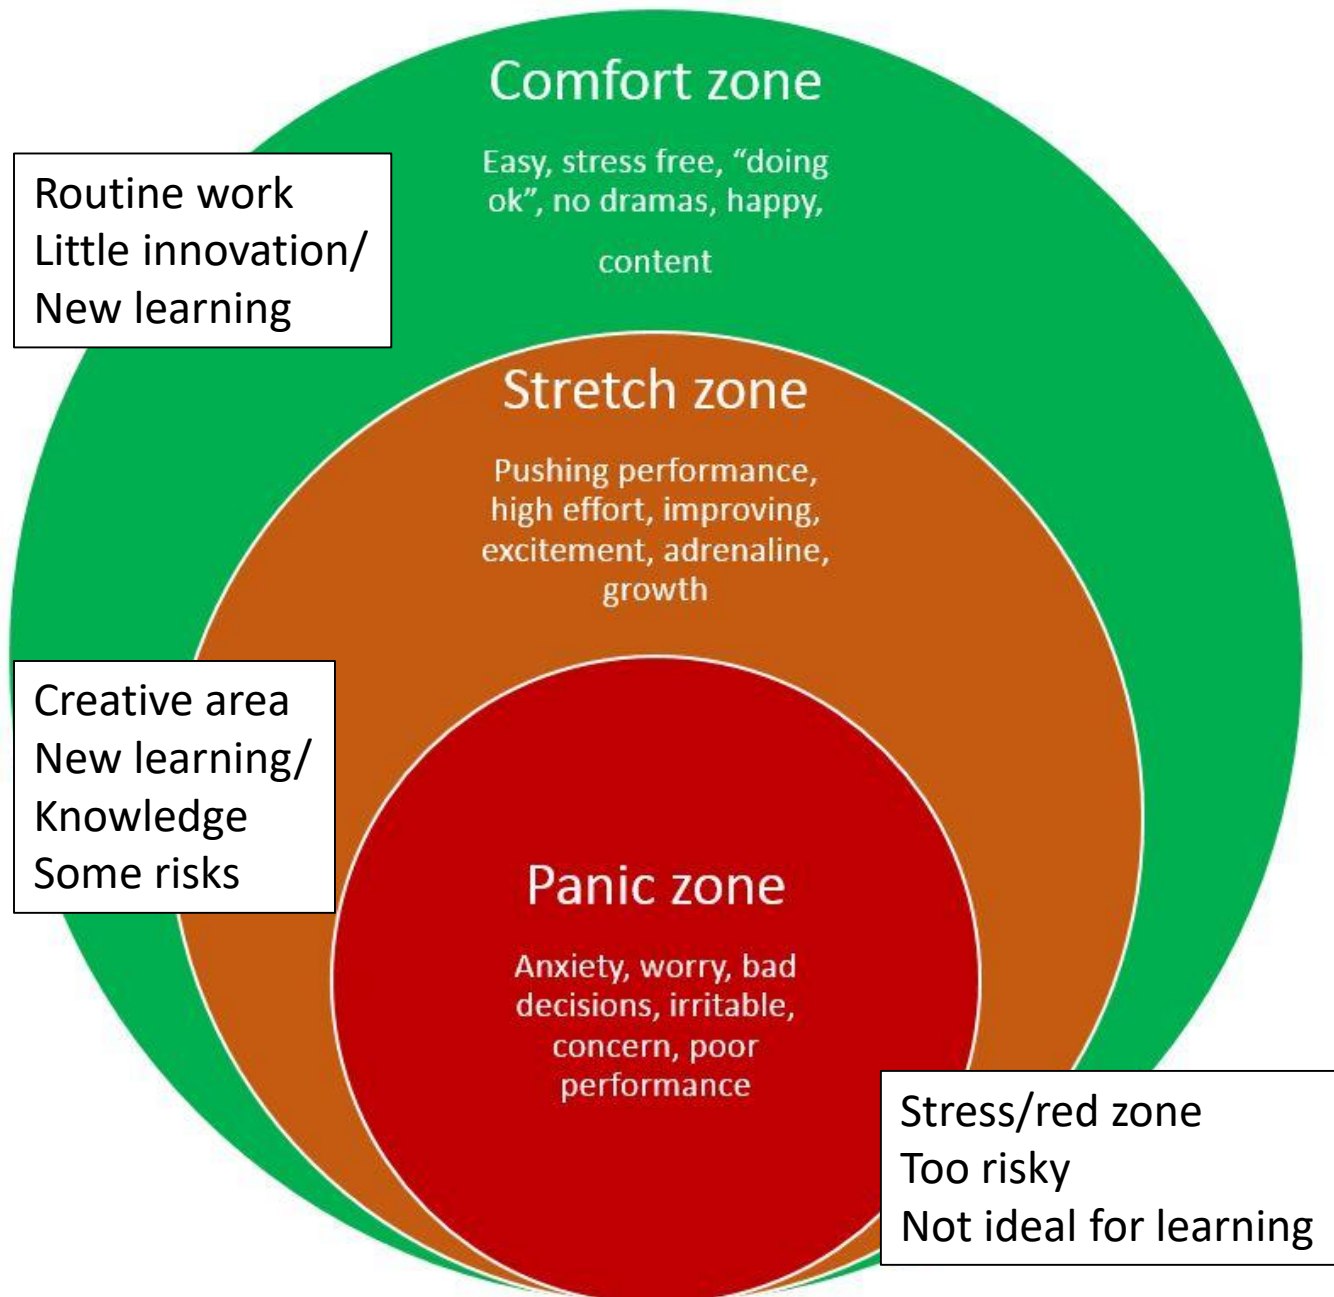 Comfort zone
Easy, stress free, “doing
ok”, no dramas, happy,
content
Routine work
Little innovation/
New learning
Stretch zone
Pushing performance,
high effort, improving,
excitement, adrenaline,
growth
Creative area
New learning/
Knowledge
Some risks
Panic zone
Anxiety, worry, bad
decisions, irritable,
concern, poor
performance
Stress/red zone
Too risky
Not ideal for learning